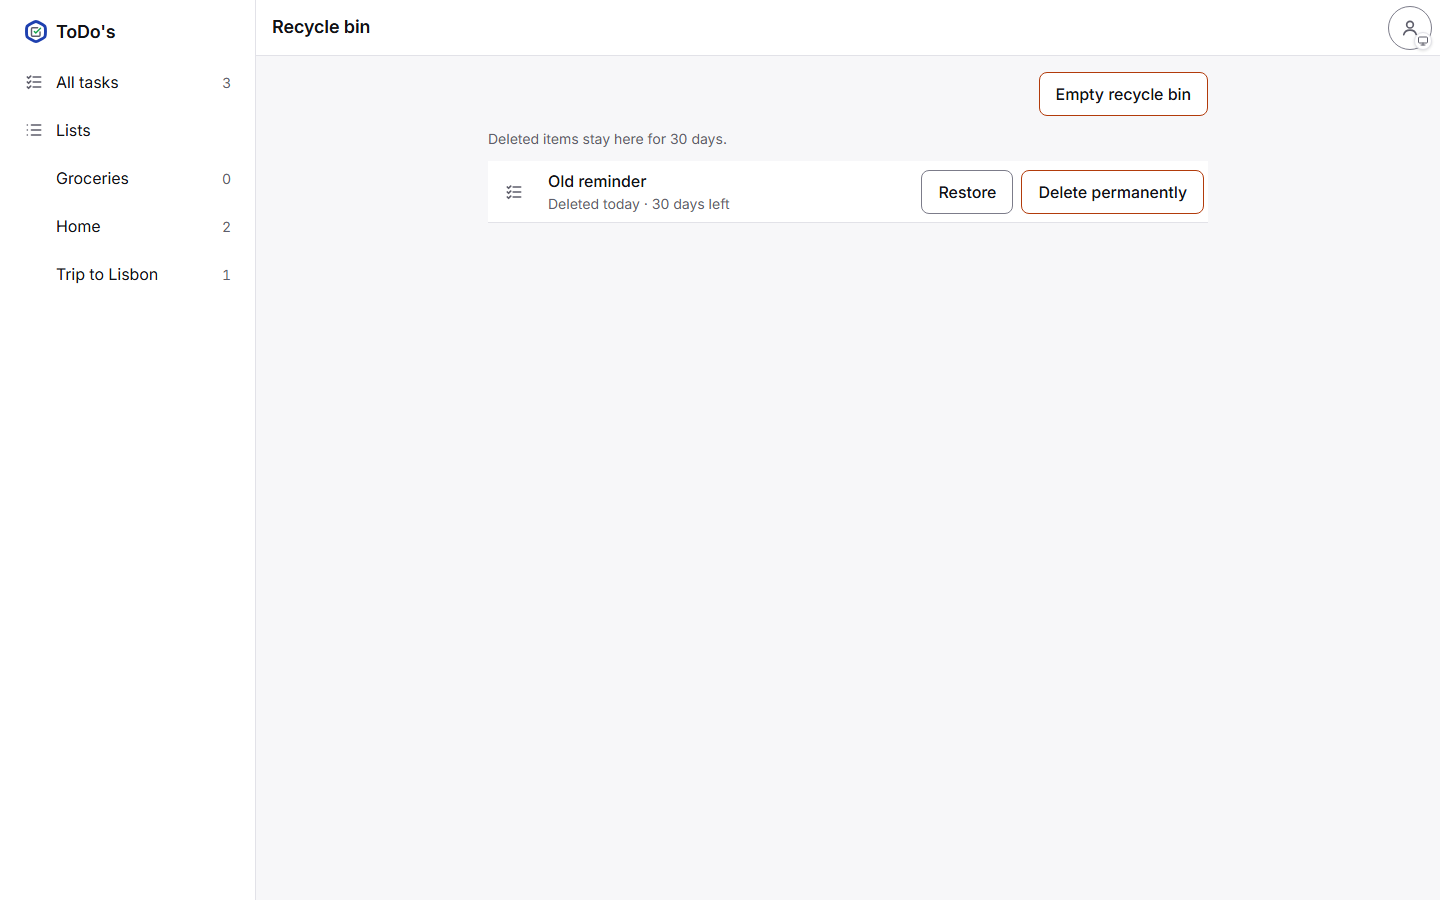 ToDo's
All tasks 3
Lists
Groceries 0
Home 2
Trip to Lisbon 1
Recycle bin
Empty recycle bin
Deleted items stay here for 30 days.
Old reminder
Deleted today · 30 days left
Restore
Delete permanently